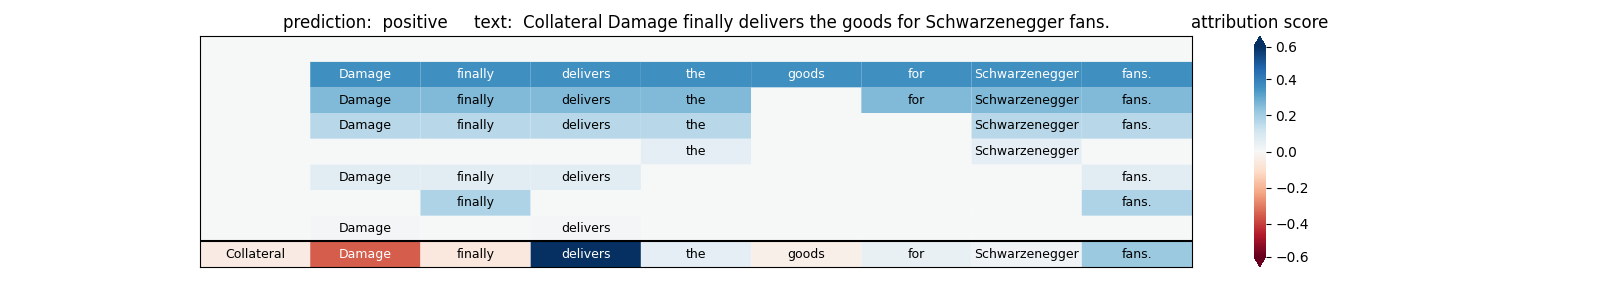 prediction:  positive     text:  Collateral Damage finally delivers the goods for Schwarzenegger fans.
attribution score
Damage finally delivers the goods for Schwarzenegger fans.
Damage finally delivers the for Schwarzenegger fans.
Damage finally delivers the Schwarzenegger fans.
the Schwarzenegger
Damage finally delivers fans.
finally fans.
Damage delivers
Collateral Damage finally delivers the goods for Schwarzenegger fans.
0.6
0.4
0.2
0.0
−0.2
−0.4
−0.6